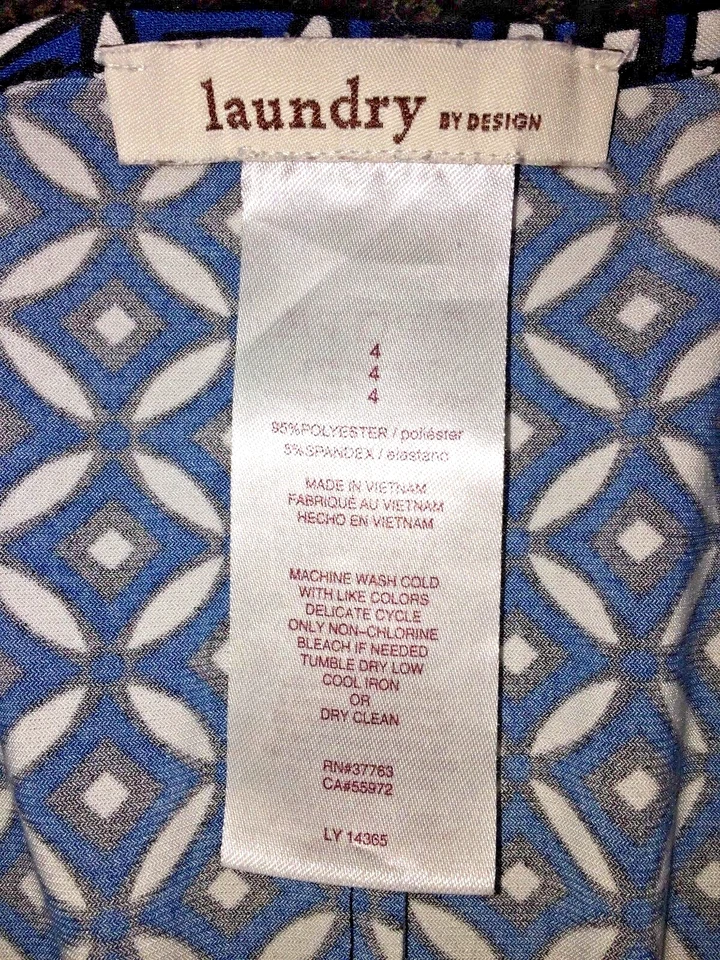 laundry BY DESIGN
4
4
4
95%POLYESTER / poliéster
5%SPANDEX / elastano
MADE IN VIETNAM
FABRIQUÉ AU VIETNAM
HECHO EN VIETNAM
MACHINE WASH COLD
WITH LIKE COLORS
DELICATE CYCLE
ONLY NON-CHLORINE
BLEACH IF NEEDED
TUMBLE DRY LOW
COOL IRON
OR
DRY CLEAN
RN#37763
CA#55972
LY 14365